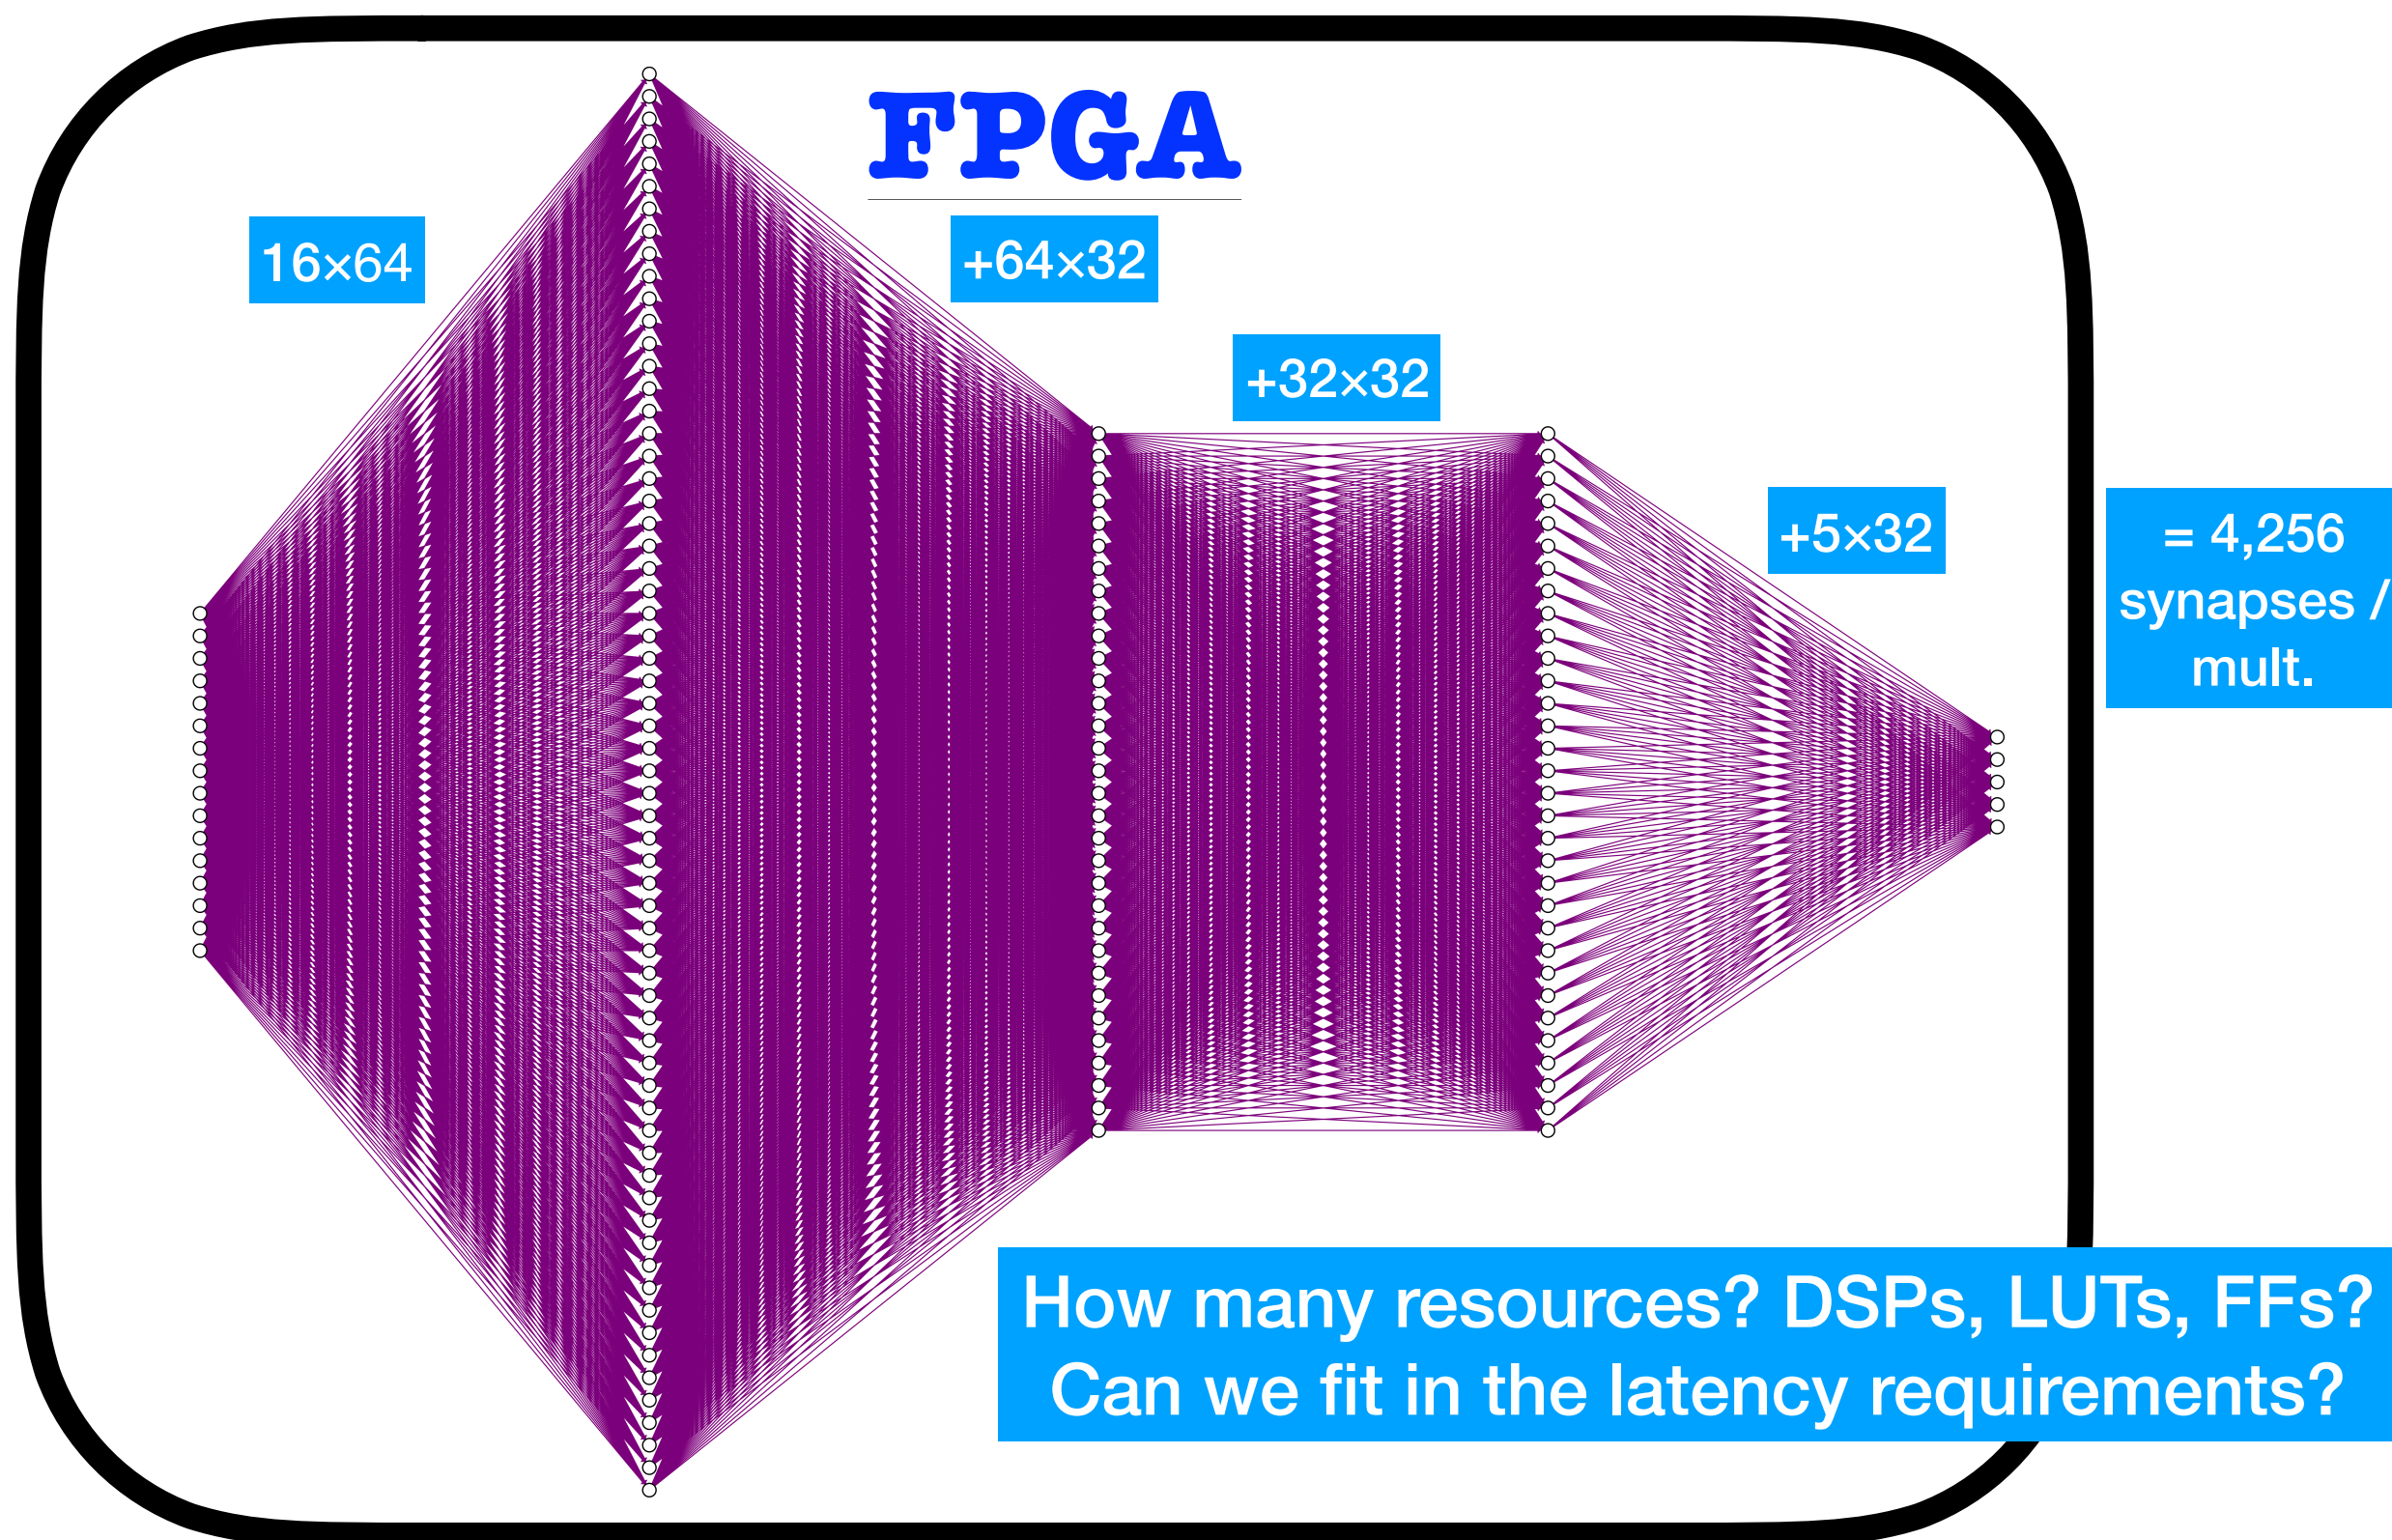 FPGA
16×64
+64×32
+32×32
+5×32
= 4,256
synapses /
mult.
How many resources? DSPs, LUTs, FFs?
Can we fit in the latency requirements?